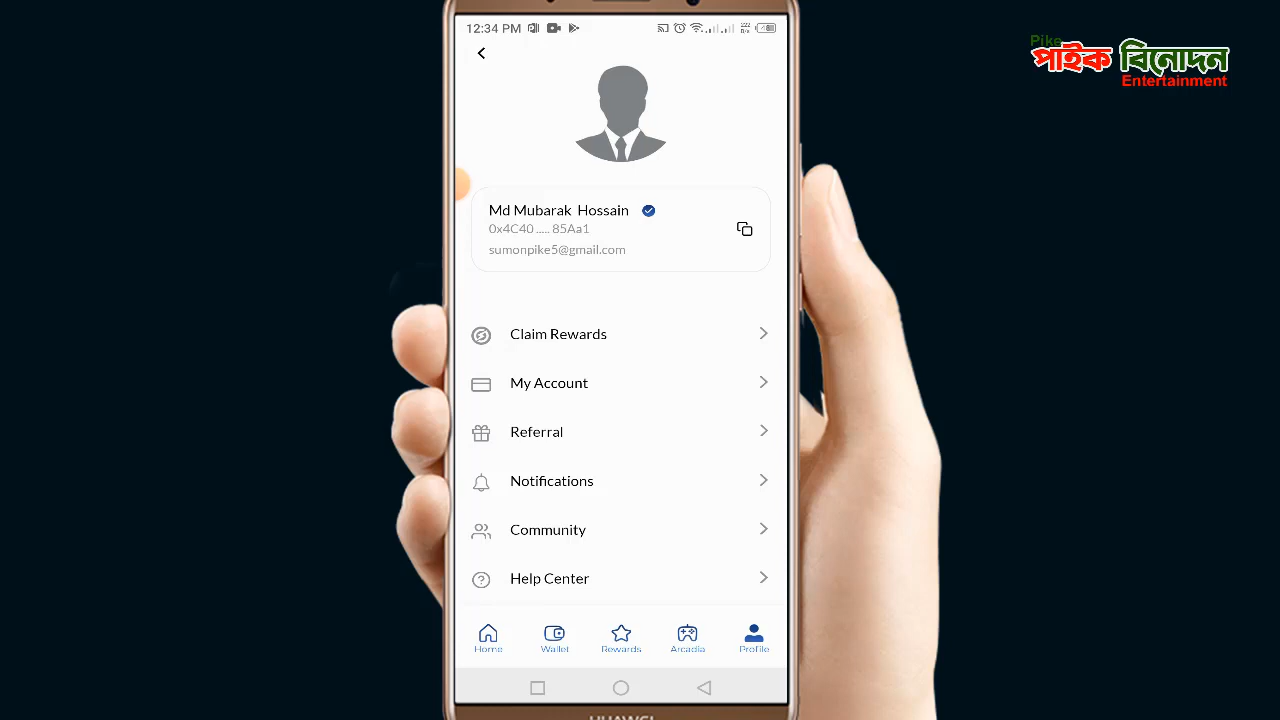 12:34 PM
Pike
পাইক বিনোদন
Entertainment
Md Mubarak Hossain
0x4C40 ..... 85Aa1
sumonpike5@gmail.com
Claim Rewards
My Account
Referral
Notifications
Community
Help Center
Home
Wallet
Rewards
Arcadia
Profile
HUAWEI